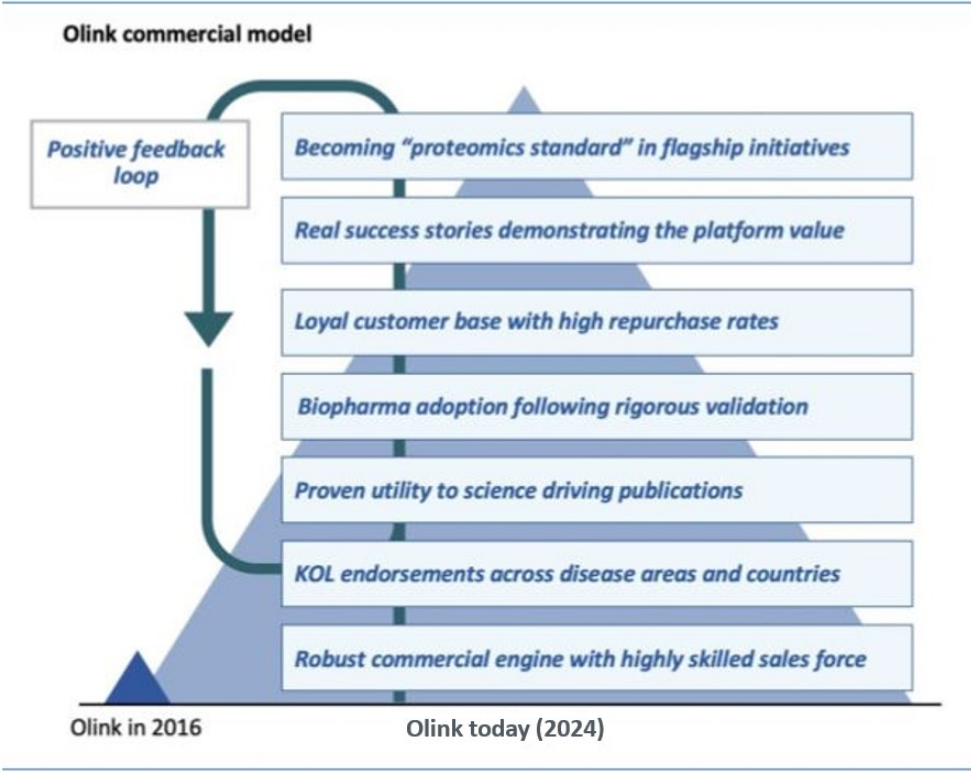 Olink commercial model
Positive feedback
loop
Becoming “proteomics standard” in flagship initiatives
Real success stories demonstrating the platform value
Loyal customer base with high repurchase rates
Biopharma adoption following rigorous validation
Proven utility to science driving publications
KOL endorsements across disease areas and countries
Robust commercial engine with highly skilled sales force
Olink in 2016
Olink today (2024)